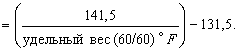 = (141,5 / удельный вес (60/60) ° F) − 131,5.